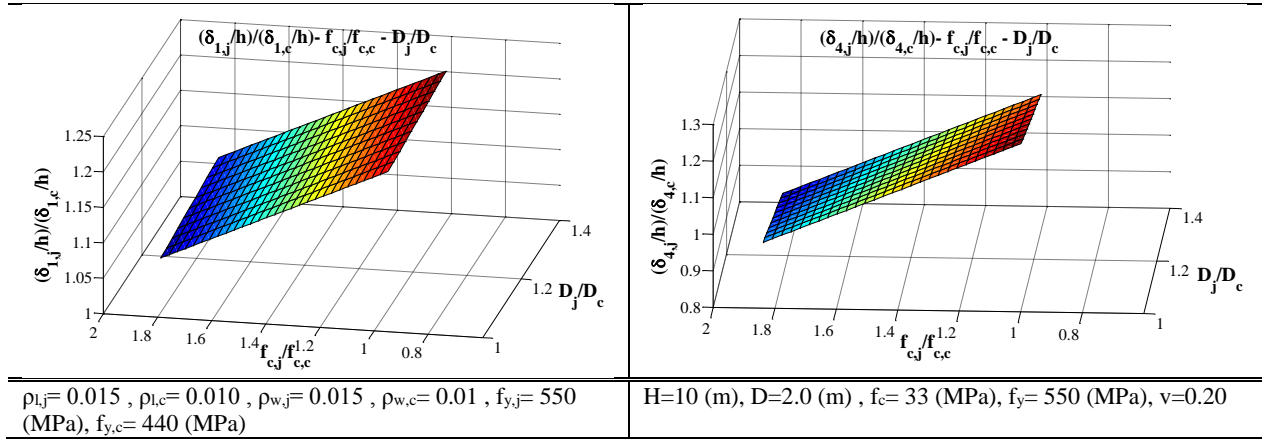 (δ1,j/h)/(δ1,c/h)- fc,j/fc,c - Dj/Dc
1.25
1.2
1.15
1.1
1.05
1
(δ1,j/h)/(δ1,c/h)
2
1.8
1.6
1.4
1.2
1
0.8
fc,j/fc,c
1
1.2
1.4
Dj/Dc
(δ4,j/h)/(δ4,c/h)- fc,j/fc,c - Dj/Dc
1.3
1.2
1.1
1
0.9
0.8
(δ4,j/h)/(δ4,c/h)
2
1.8
1.6
1.4
1.2
1
0.8
fc,j/fc,c
1
1.2
1.4
Dj/Dc
ρl,j= 0.015 , ρl,c= 0.010 , ρw,j= 0.015 , ρw,c= 0.01 , fy,j= 550
(MPa), fy,c= 440 (MPa)
H=10 (m), D=2.0 (m) , fc= 33 (MPa), fy= 550 (MPa), v=0.20